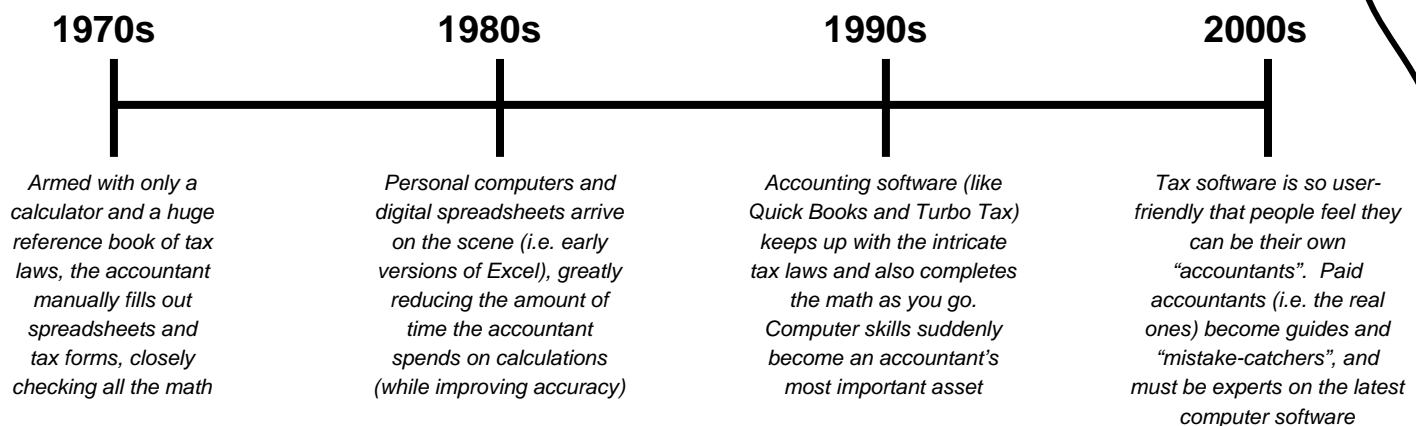 1970s
Armed with only a
calculator and a huge
reference book of tax
laws, the accountant
manually fills out
spreadsheets and
tax forms, closely
checking all the math
1980s
Personal computers and
digital spreadsheets arrive
on the scene (i.e. early
versions of Excel), greatly
reducing the amount of
time the accountant
spends on calculations
(while improving accuracy)
1990s
Accounting software (like
Quick Books and Turbo Tax)
keeps up with the intricate
tax laws and also completes
the math as you go.
Computer skills suddenly
become an accountant’s
most important asset
2000s
Tax software is so user-
friendly that people feel they
can be their own
“accountants”.  Paid
accountants (i.e. the real
ones) become guides and
“mistake-catchers”, and
must be experts on the latest
computer software